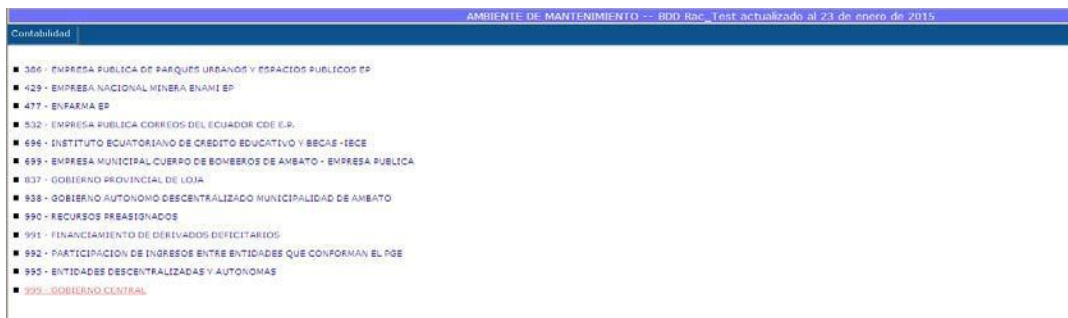 AMBIENTE DE MANTENIMIENTO -- BDD Rac_Test actualizado al 23 de enero de 2015
Contabilidad
386 - EMPRESA PUBLICA DE PARQUES URBANOS Y ESPACIOS PUBLICOS EP
429 - EMPRESA NACIONAL MINERA ENAMI EP
477 - ENFARMA EP
532 - EMPRESA PUBLICA CORREOS DEL ECUADOR CDE E.P.
696 - INSTITUTO ECUATORIANO DE CREDITO EDUCATIVO Y BECAS -IECE
699 - EMPRESA MUNICIPAL CUERPO DE BOMBEROS DE AMBATO - EMPRESA PUBLICA
837 - GOBIERNO PROVINCIAL DE LOJA
938 - GOBIERNO AUTONOMO DESCENTRALIZADO MUNICIPALIDAD DE AMBATO
990 - RECURSOS PREASIGNADOS
991 - FINANCIAMIENTO DE DERIVADOS DEFICITARIOS
992 - PARTICIPACION DE INGRESOS ENTRE ENTIDADES QUE CONFORMAN EL PGE
995 - ENTIDADES DESCENTRALIZADAS Y AUTONOMAS
999 - GOBIERNO CENTRAL